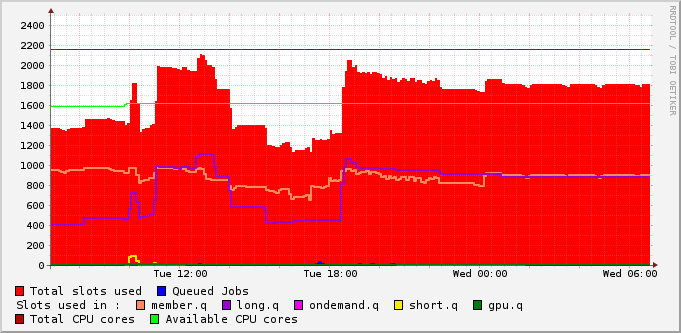 2400
2200
2000
1800
1600
1400
1200
1000
800
600
400
200
0
Tue 12:00 Tue 18:00 Wed 00:00 Wed 06:00
RRDTOOL / TOBI OETIKER
Total slots used Queued Jobs
Slots used in : member.q long.q ondemand.q short.q gpu.q
Total CPU cores Available CPU cores